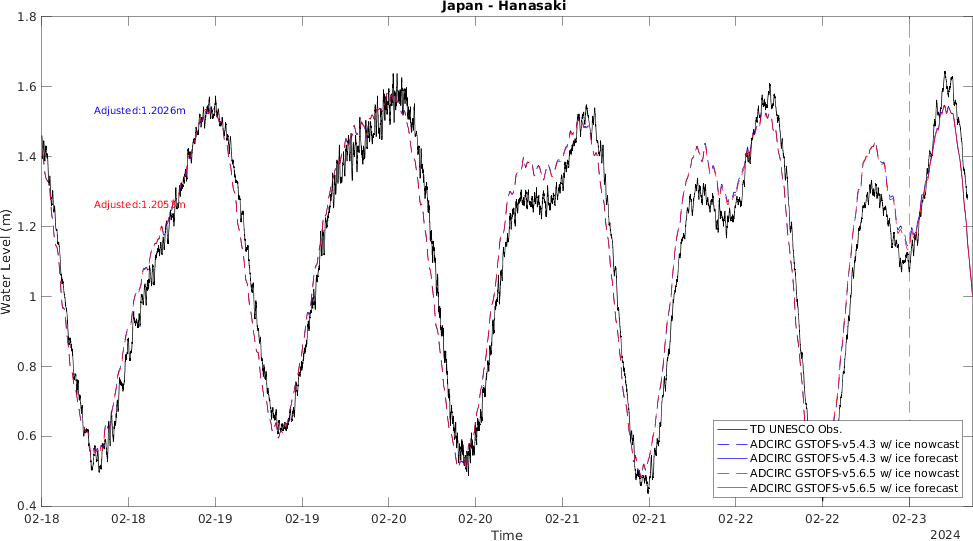 Japan - Hanasaki
1.8
1.6
1.4
1.2
1
0.8
0.6
0.4
Water Level (m)
Adjusted:1.2026m
Adjusted:1.2053m
TD UNESCO Obs.
ADCIRC GSTOFS-v5.4.3 w/ ice nowcast
ADCIRC GSTOFS-v5.4.3 w/ ice forecast
ADCIRC GSTOFS-v5.6.5 w/ ice nowcast
ADCIRC GSTOFS-v5.6.5 w/ ice forecast
02-18 02-18 02-19 02-19 02-20 02-20 02-21 02-21 02-22 02-22 02-23
Time
2024